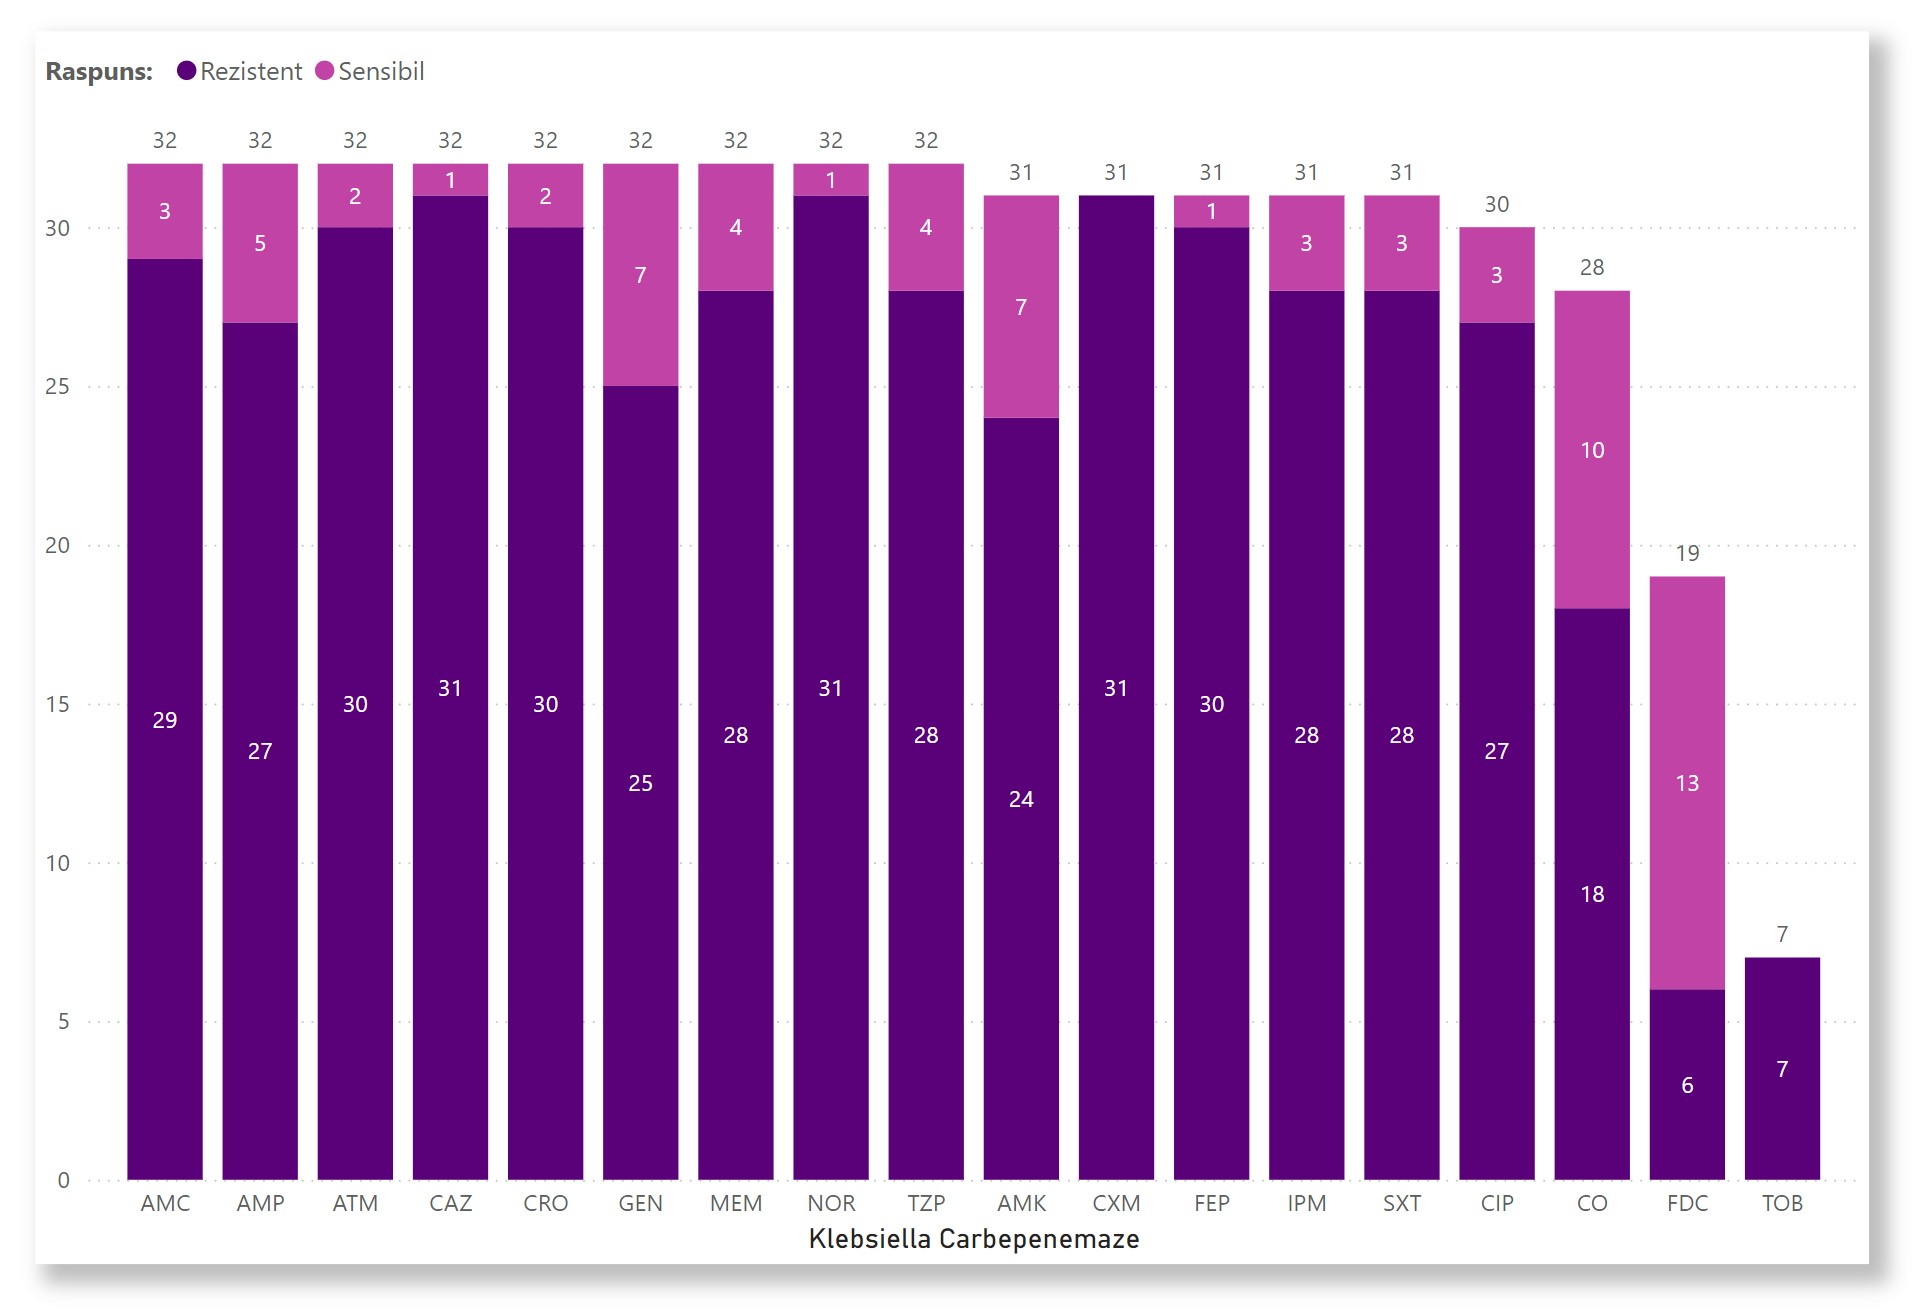 Raspuns: Rezistent Sensibil
32 32 32 32 32 32 32 32 32 31 31 31 31 31 30 28 19 7
3 5 2 1 2 7 4 1 4 7 1 3 3 3 10 13
29 27 30 31 30 25 28 31 28 24 31 30 28 28 27 18 6 7
30
25
20
15
10
5
0
AMC AMP ATM CAZ CRO GEN MEM NOR TZP AMK CXM FEP IPM SXT CIP CO FDC TOB
Klebsiella Carbepenemaze